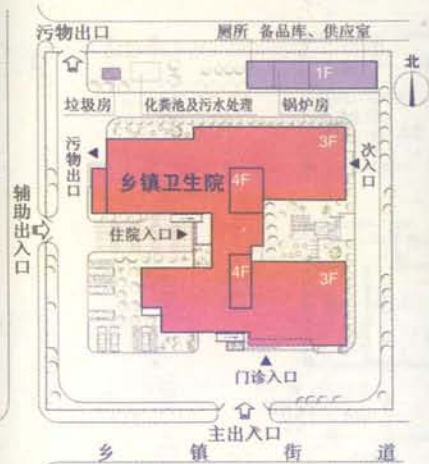 污物出口
厕所 备品库、供应室
北
1F
垃圾房 化粪池及污水处理 锅炉房
污物出口
3F
次入口
乡镇卫生院
4F
辅助出入口
住院入口
4F
3F
门诊入口
主出入口
乡 镇 街 道